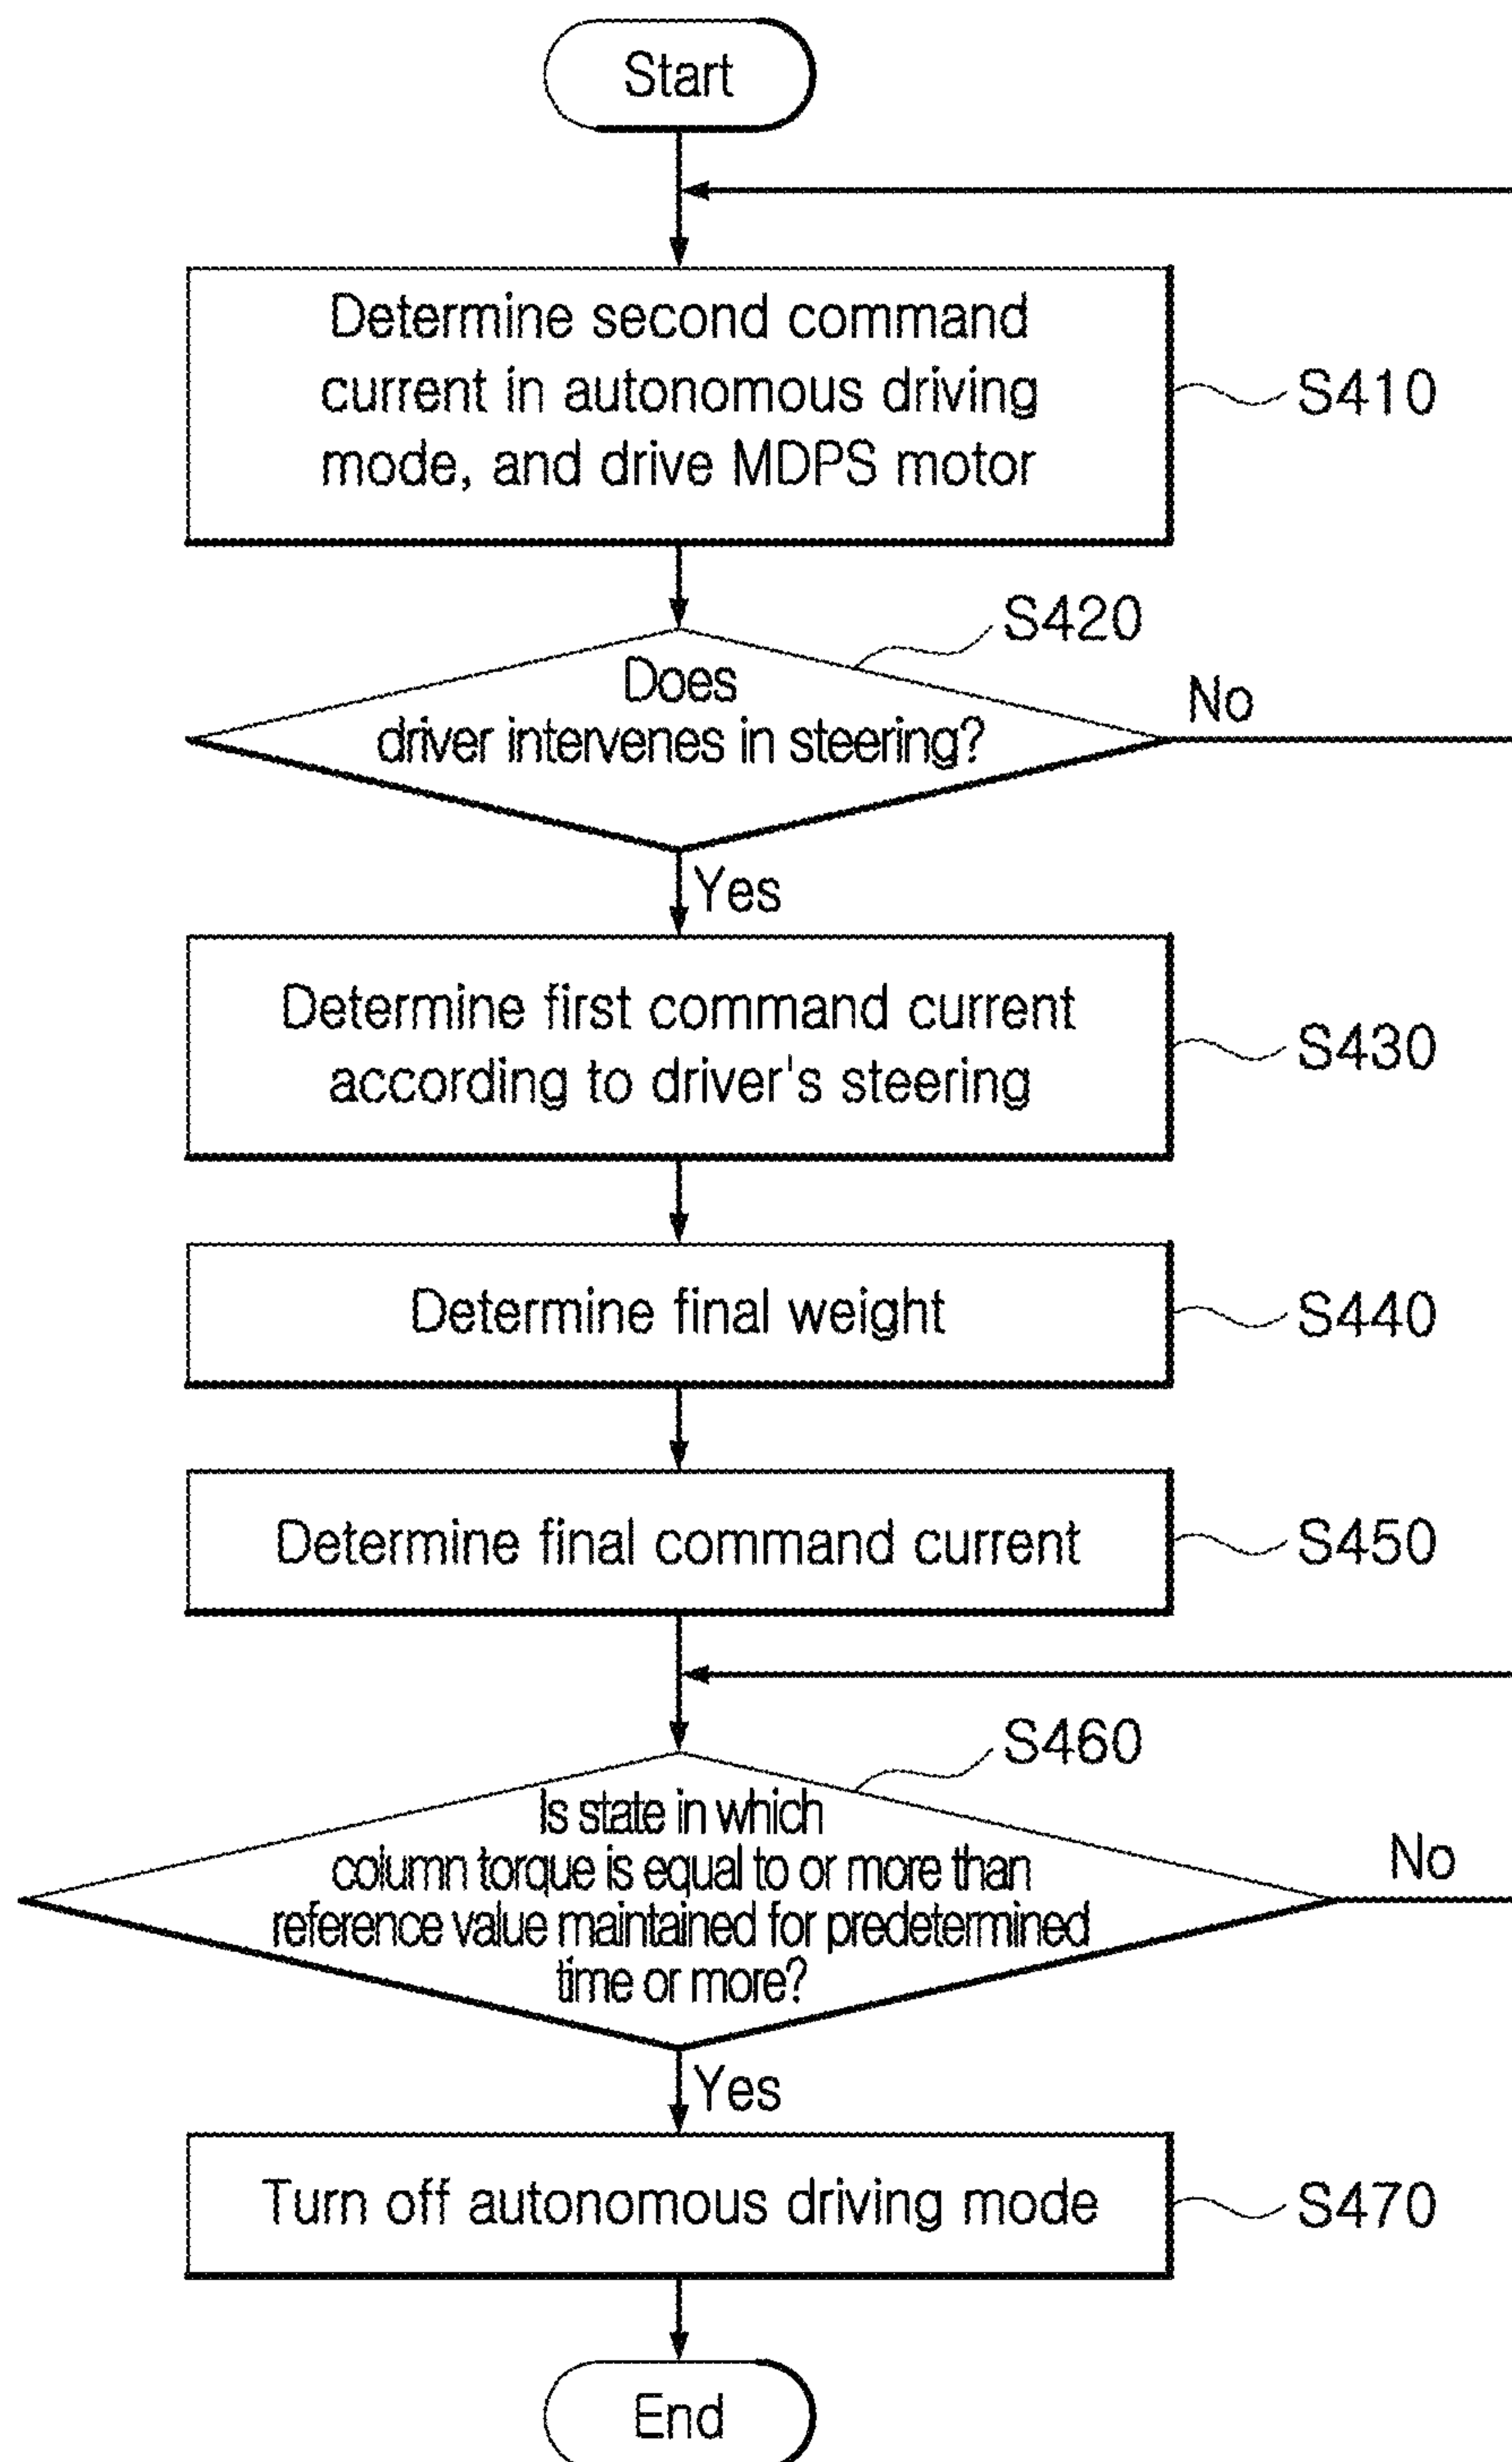 Start
Determine second command
current in autonomous driving
mode, and drive MDPS motor
S410
S420
Does
driver intervenes in steering?
No
Yes
Determine first command current
according to driver's steering
S430
Determine final weight
S440
Determine final command current
S450
S460
Is state in which
column torque is equal to or more than
reference value maintained for predetermined
time or more?
No
Yes
Turn off autonomous driving mode
S470
End